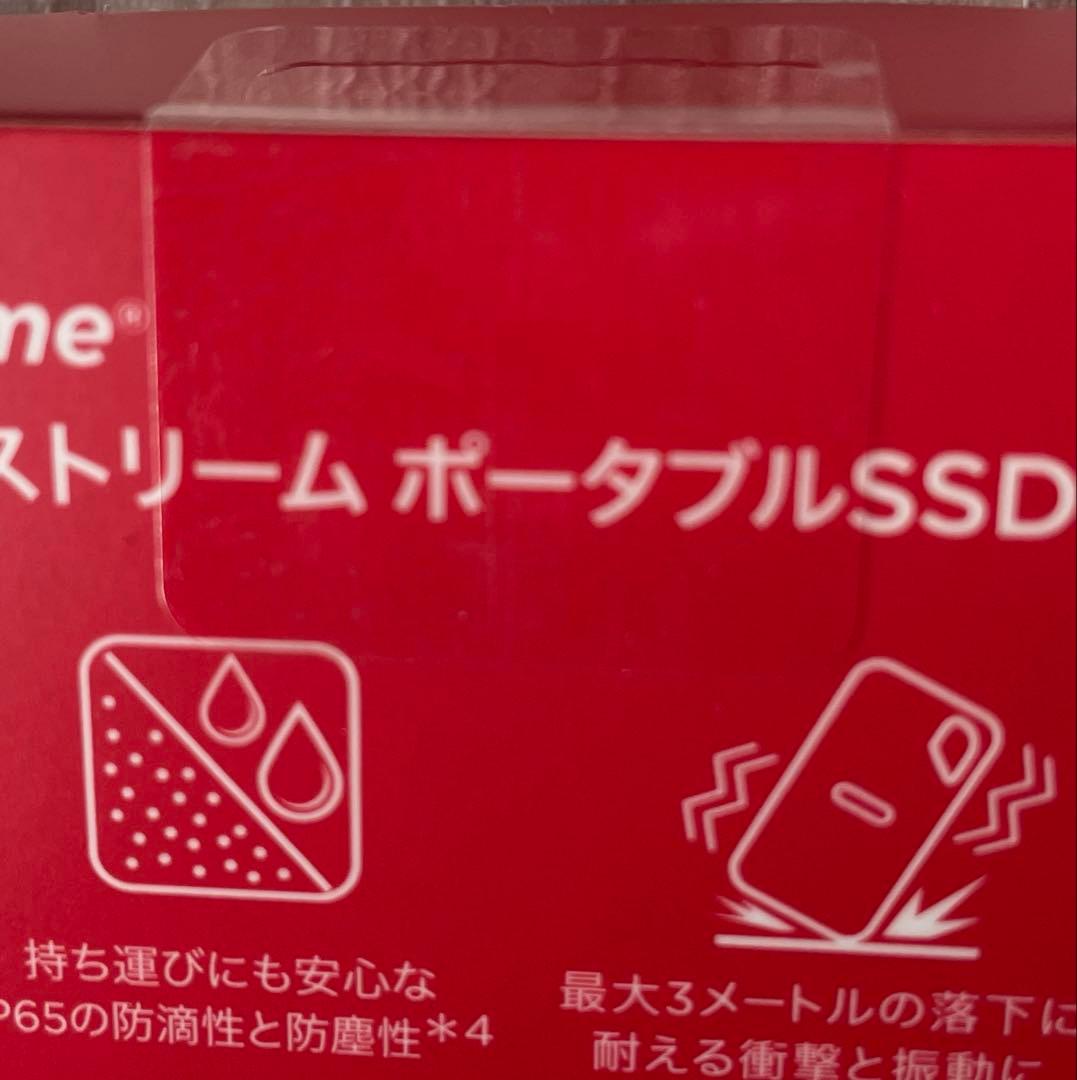 me®
ストリーム ポータブルSSD
持ち運びにも安心な
P65の防滴性と防塵性*4
最大3メートルの落下に
耐える衝撃と振動に